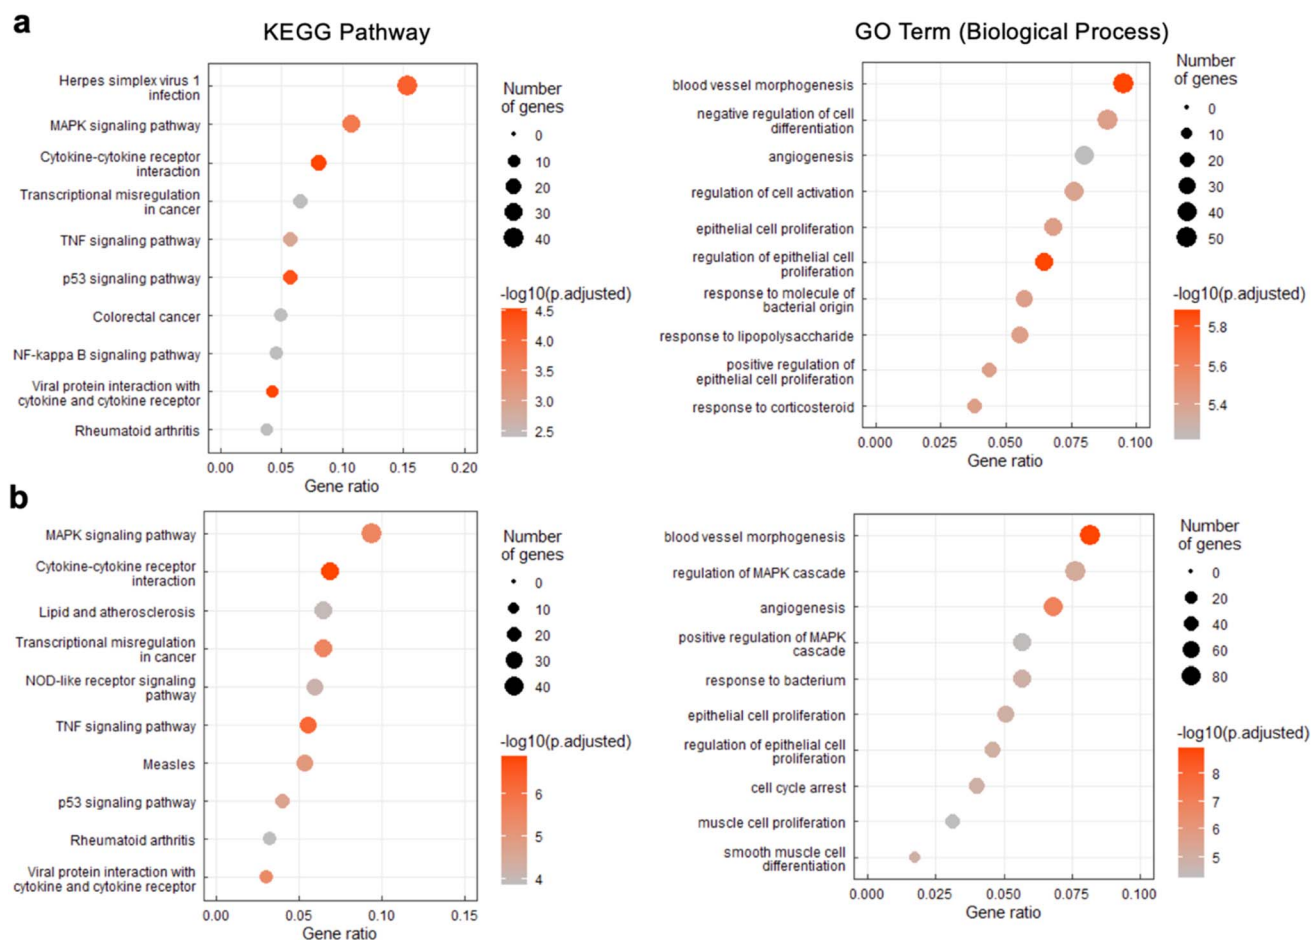 a
KEGG Pathway
Herpes simplex virus 1
infection
MAPK signaling pathway
Cytokine-cytokine receptor
interaction
Transcriptional misregulation
in cancer
TNF signaling pathway
p53 signaling pathway
Colorectal cancer
NF-kappa B signaling pathway
Viral protein interaction with
cytokine and cytokine receptor
Rheumatoid arthritis
0.00 0.05 0.10 0.15 0.20
Gene ratio
Number
of genes
0
10
20
30
40
-log10(p.adjusted)
4.5
4.0
3.5
3.0
2.5
GO Term (Biological Process)
blood vessel morphogenesis
negative regulation of cell
differentiation
angiogenesis
regulation of cell activation
epithelial cell proliferation
regulation of epithelial cell
proliferation
response to molecule of
bacterial origin
response to lipopolysaccharide
positive regulation of
epithelial cell proliferation
response to corticosteroid
0.000 0.025 0.050 0.075 0.100
Gene ratio
Number
of genes
0
10
20
30
40
50
-log10(p.adjusted)
5.8
5.6
5.4
b
MAPK signaling pathway
Cytokine-cytokine receptor
interaction
Lipid and atherosclerosis
Transcriptional misregulation
in cancer
NOD-like receptor signaling
pathway
TNF signaling pathway
Measles
p53 signaling pathway
Rheumatoid arthritis
Viral protein interaction with
cytokine and cytokine receptor
0.00 0.05 0.10 0.15
Gene ratio
Number
of genes
0
10
20
30
40
-log10(p.adjusted)
6
5
4
blood vessel morphogenesis
regulation of MAPK cascade
angiogenesis
positive regulation of MAPK
cascade
response to bacterium
epithelial cell proliferation
regulation of epithelial cell
proliferation
cell cycle arrest
muscle cell proliferation
smooth muscle cell
differentiation
0.000 0.025 0.050 0.075 0.100
Gene ratio
Number
of genes
0
20
40
60
80
-log10(p.adjusted)
8
7
6
5